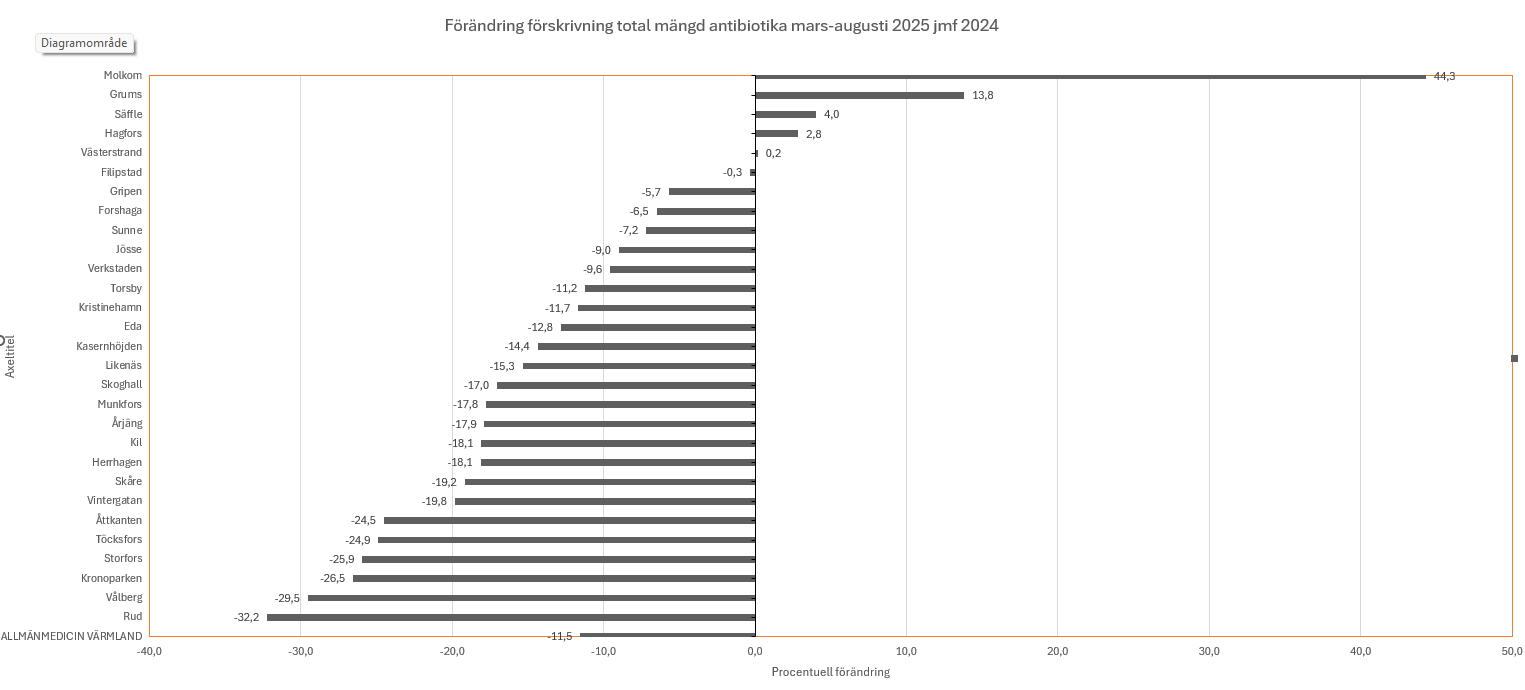 Förändring förskrivning total mängd antibiotika mars-augusti 2025 jmf 2024
Diagramområde
Molkom 44,3
Grums 13,8
Säffle 4,0
Hagfors 2,8
Västerstrand 0,2
Filipstad -0,3
Gripen -5,7
Forshaga -6,5
Sunne -7,2
Jösse -9,0
Verkstaden -9,6
Torsby -11,2
Kristinehamn -11,7
Eda -12,8
Kasernhöjden -14,4
Likenäs -15,3
Skoghall -17,0
Munkfors -17,8
Årjäng -17,9
Kil -18,1
Herrhagen -18,1
Skåre -19,2
Vintergatan -19,8
Åttkanten -24,5
Töcksfors -24,9
Storfors -25,9
Kronoparken -26,5
Vålberg -29,5
Rud -32,2
ALLMÄNMEDICIN VÄRMLAND -11,5
Axeltitel
-40,0 -30,0 -20,0 -10,0 0,0 10,0 20,0 30,0 40,0 50,0
Procentuell förändring